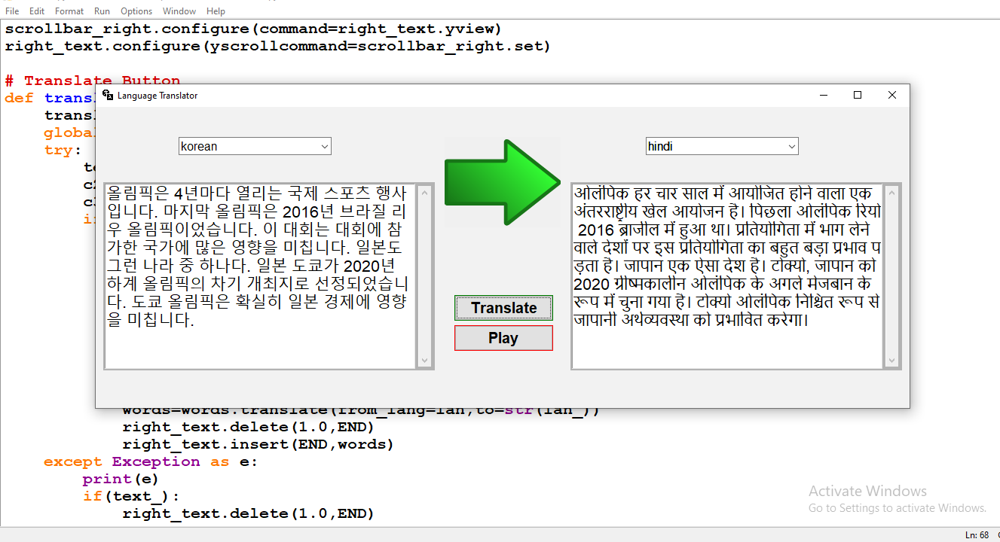 File Edit Format Run Options Window Help
scrollbar_right.configure(command=right_text.yview)
right_text.configure(yscrollcommand=scrollbar_right.set)
# Translate Button
def
global
try:
Language Translator
korean
hindi
올림픽은 4년마다 열리는 국제 스포츠 행사
입니다. 마지막 올림픽은 2016년 브라질 리
우 올림픽이었습니다. 이 대회는 대회에 참
가한 국가에 많은 영향을 미칩니다. 일본도
그런 나라 중 하나다. 일본 도쿄가 2020년
하계 올림픽의 차기 개최지로 선정되었습니
다. 도쿄 올림픽은 확실히 일본 경제에 영향
을 미칩니다.
Translate
Play
ओलंपिक हर चार साल में आयोजित होने वाला एक
अंतरराष्ट्रीय खेल आयोजन है। पिछला ओलंपिक रियो
2016 ब्राजील में हुआ था। प्रतियोगिता में भाग लेने
वाले देशों पर इस प्रतियोगिता का बहुत बड़ा प्रभाव प
ड़ता है। जापान एक ऐसा देश है। टोक्यो, जापान को
2020 ग्रीष्मकालीन ओलंपिक के अगले मेजबान के
रूप में चुना गया है। टोक्यो ओलंपिक निश्चित रूप से
जापानी अर्थव्यवस्था को प्रभावित करेगा।
words=words.translate(from_lang=lan,to=str(lan_))
right_text.delete(1.0,END)
right_text.insert(END,words)
except Exception as e:
print(e)
if(text_):
right_text.delete(1.0,END)
Activate Windows
Go to Settings to activate Windows.
Ln: 68